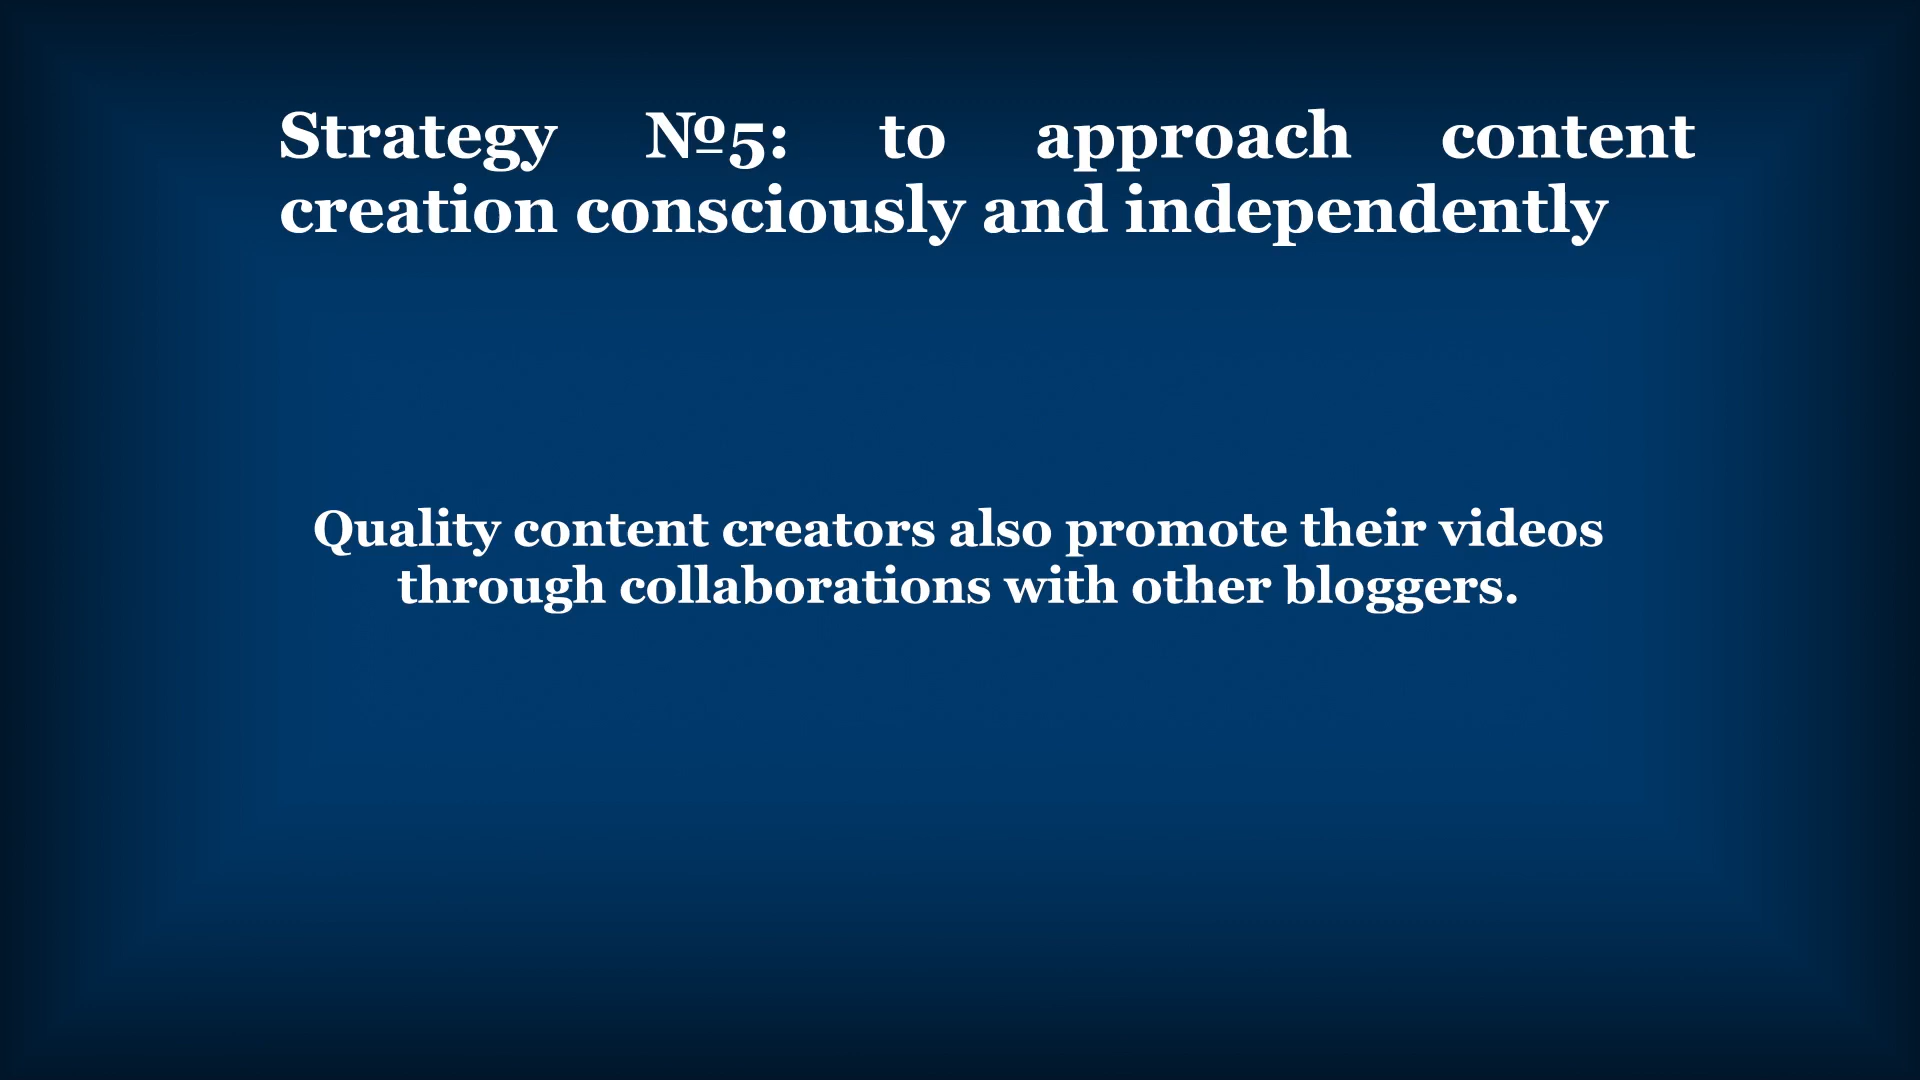 Strategy №5: to approach content
creation consciously and independently
Quality content creators also promote their videos
through collaborations with other bloggers.